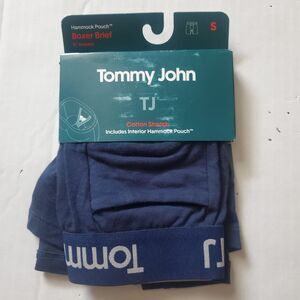 Hammock Pouch™
Boxer Brief
S
Tommy John
TJ
Cotton Stretch
Includes Interior Hammock Pouch™
Tomm
TJ